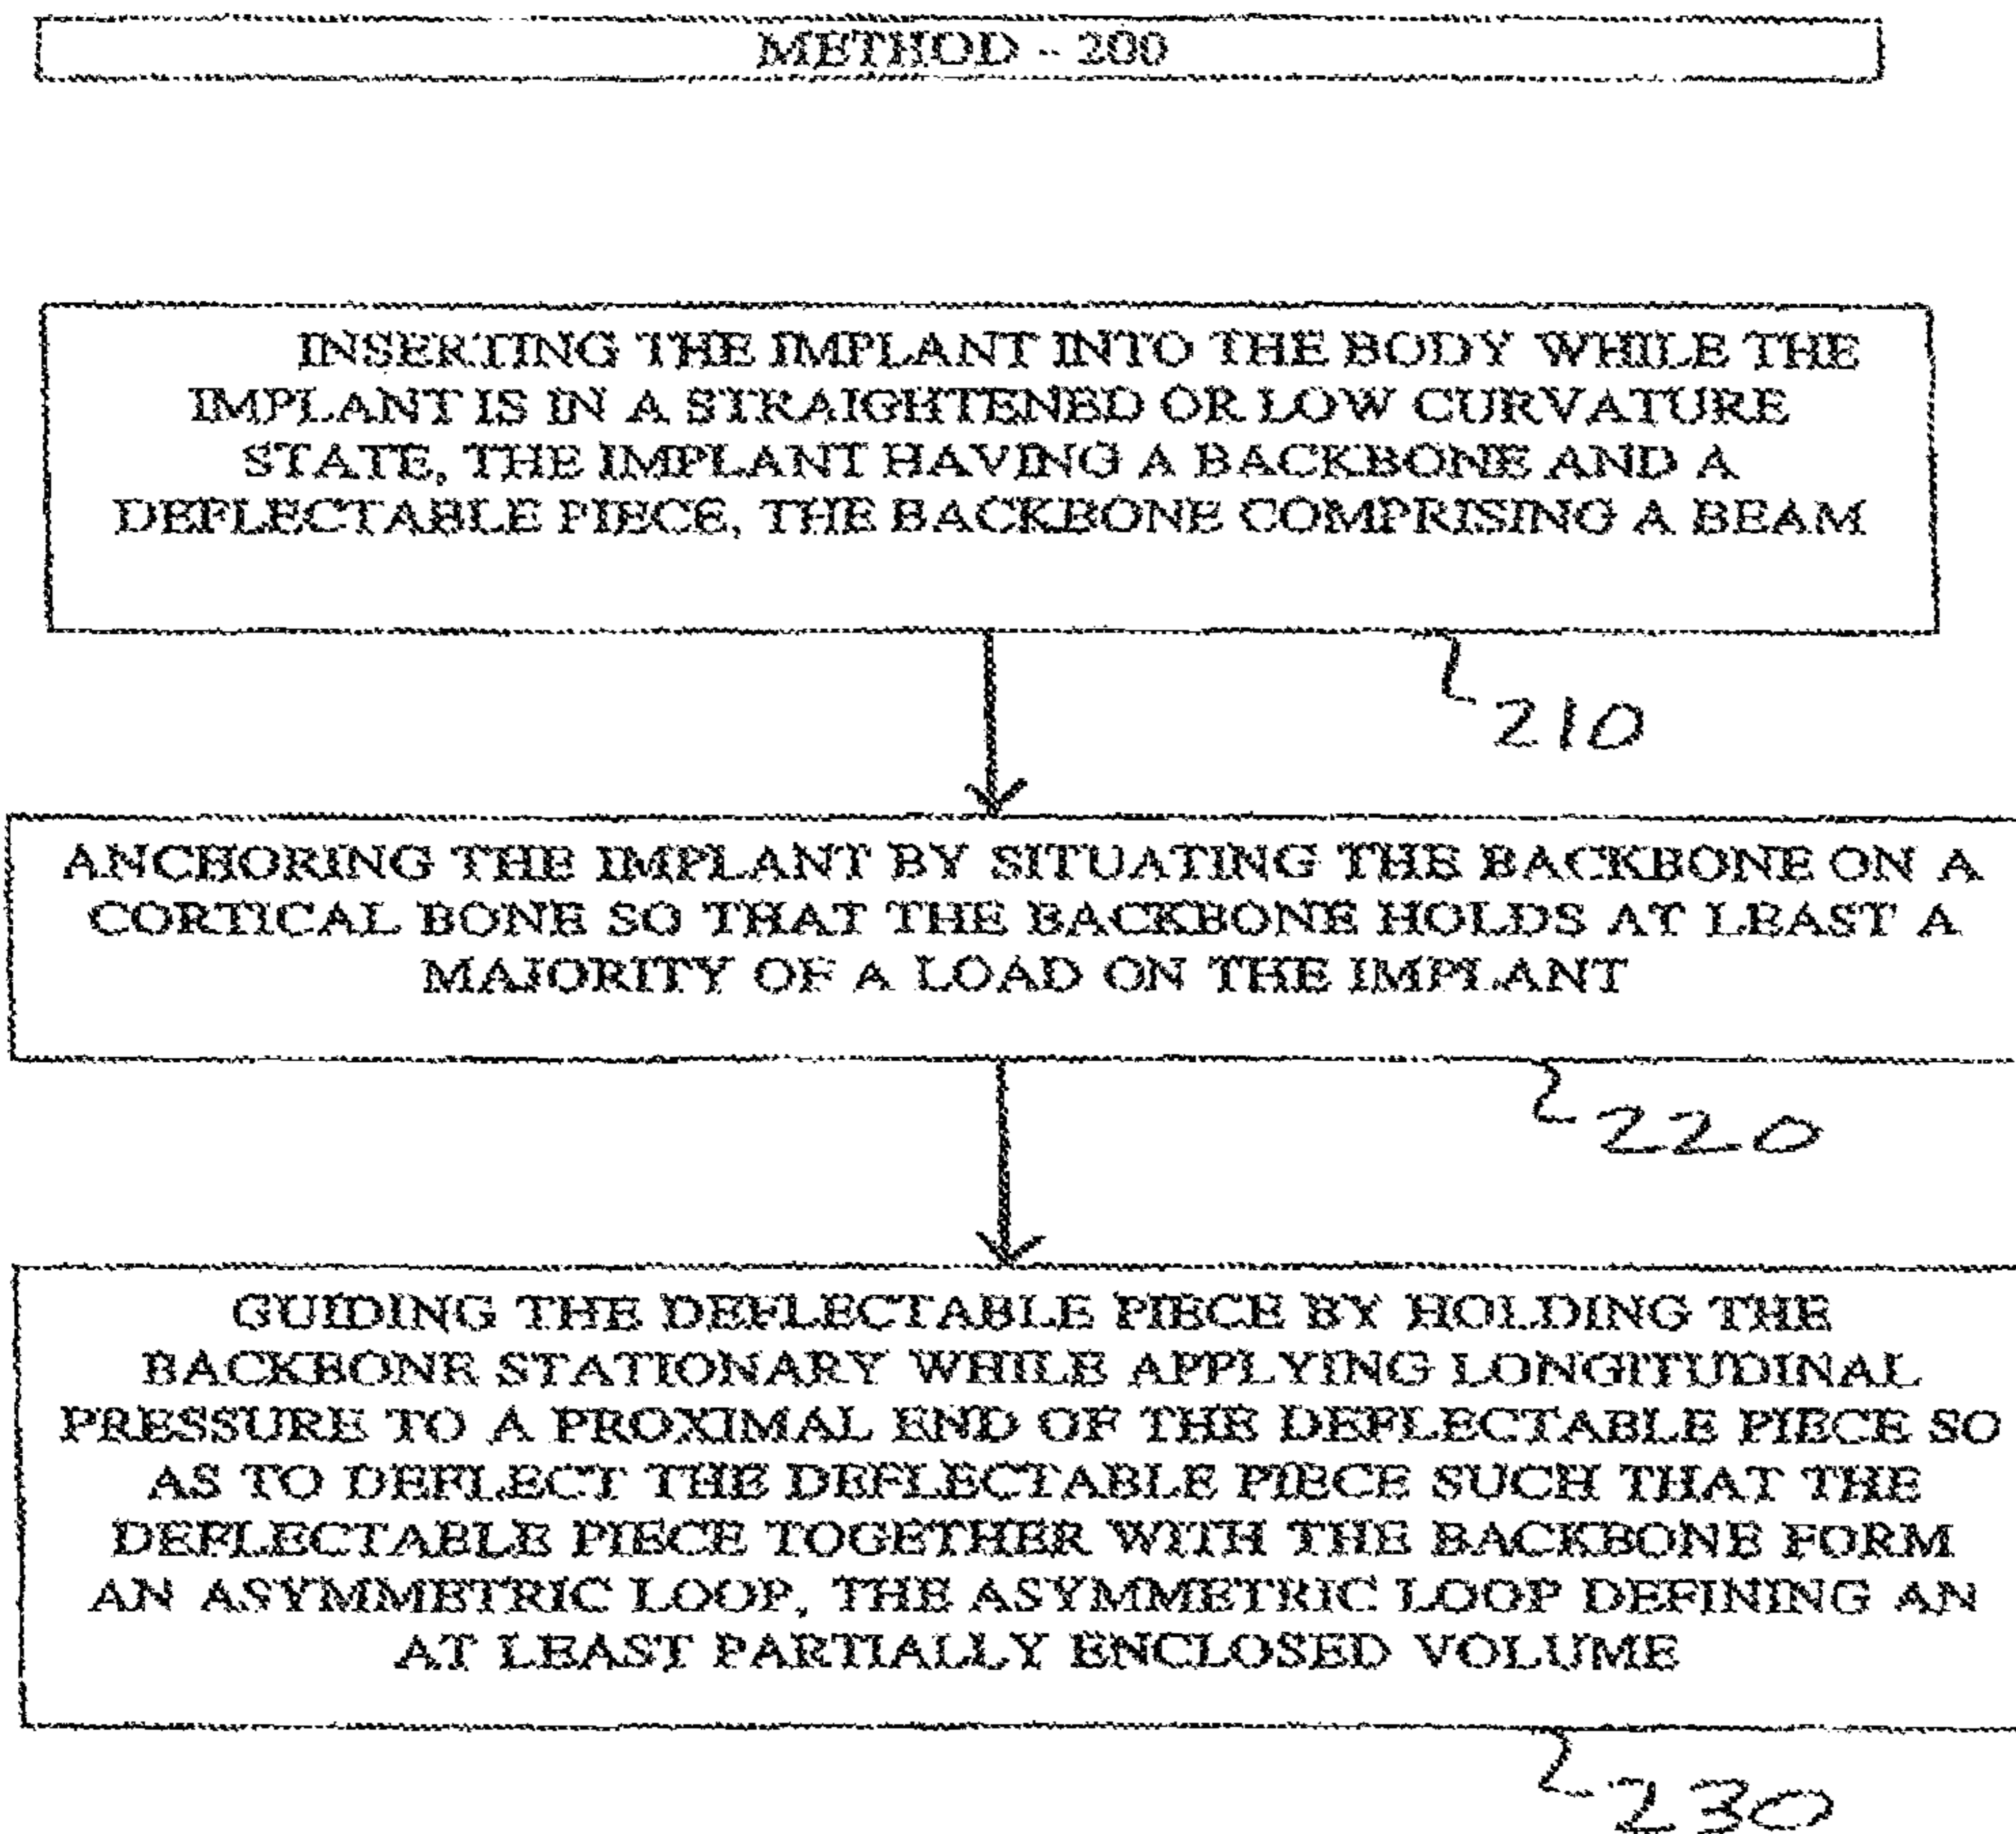 METHOD - 200
INSERTING THE IMPLANT INTO THE BODY WHILE THE
IMPLANT IS IN A STRAIGHTENED OR LOW CURVATURE
STATE, THE IMPLANT HAVING A BACKBONE AND A
DEFLECTABLE PIECE, THE BACKBONE COMPRISING A BEAM
210
ANCHORING THE IMPLANT BY SITUATING THE BACKBONE ON A
CORTICAL BONE SO THAT THE BACKBONE HOLDS AT LEAST A
MAJORITY OF A LOAD ON THE IMPLANT
220
GUIDING THE DEFLECTABLE PIECE BY HOLDING THE
BACKBONE STATIONARY WHILE APPLYING LONGITUDINAL
PRESSURE TO A PROXIMAL END OF THE DEFLECTABLE PIECE SO
AS TO DEFLECT THE DEFLECTABLE PIECE SUCH THAT THE
DEFLECTABLE PIECE TOGETHER WITH THE BACKBONE FORM
AN ASYMMETRIC LOOP, THE ASYMMETRIC LOOP DEFINING AN
AT LEAST PARTIALLY ENCLOSED VOLUME
230